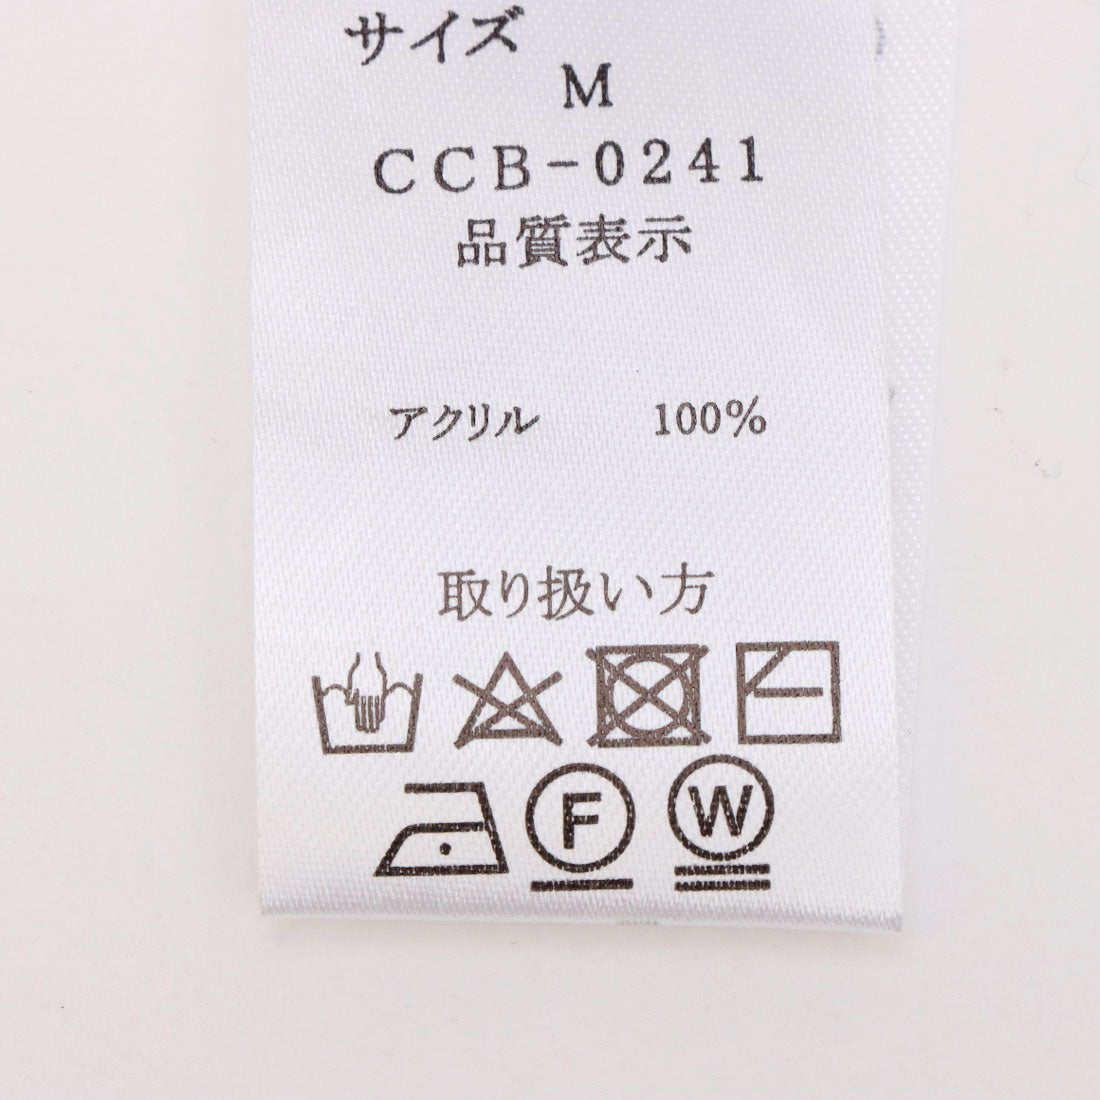 サイズ
M
CCB-0241
品質表示
アクリル 100%
取り扱い方
F W